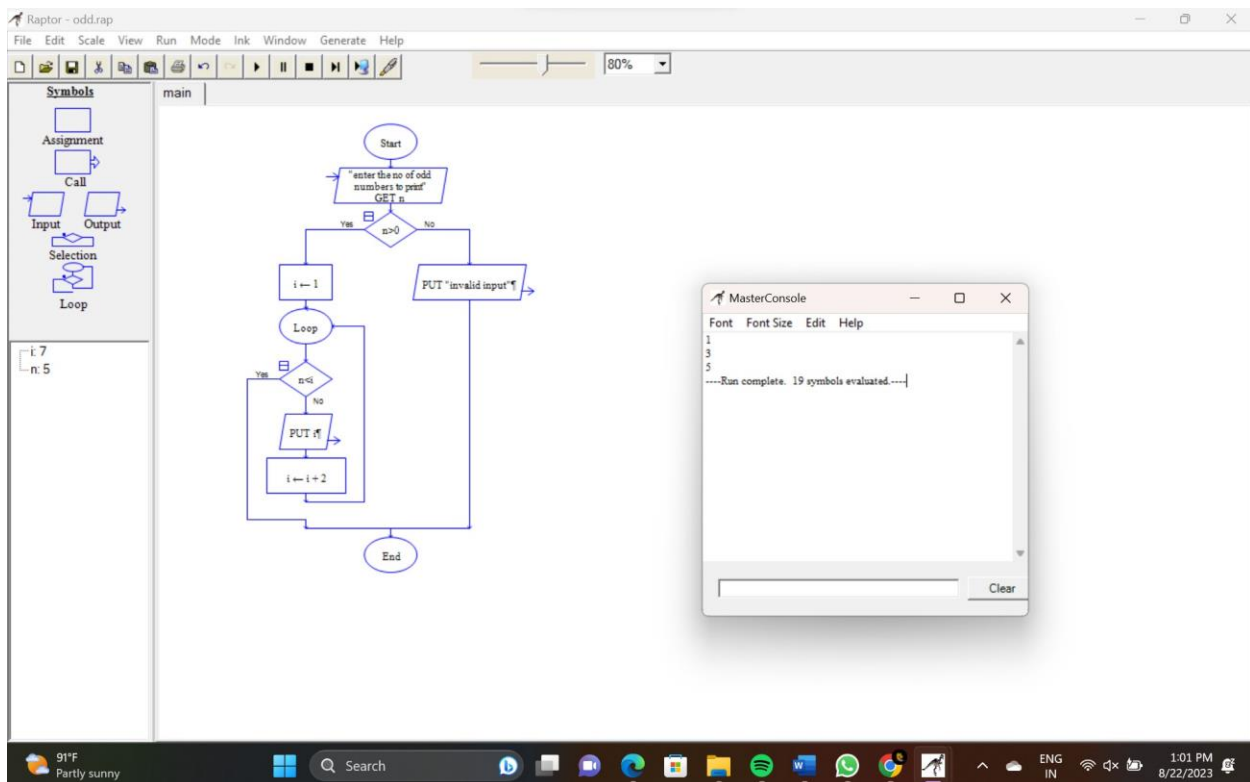 Raptor - odd.rap
File Edit Scale View Run Mode Ink Window Generate Help
80%
Symbols
main
Assignment
Call
Input Output
Selection
Loop
i: 7
n: 5
Start
"enter the no of odd
numbers to print"
GET n
Yes n>0 No
i ← 1
PUT "invalid input"¶
Loop
Yes n<i
No
PUT i¶
i ← i + 2
End
MasterConsole
Font Font Size Edit Help
1
3
5
----Run complete. 19 symbols evaluated.----
Clear
91°F
Partly sunny
Search
ENG
IN
1:01 PM
8/22/2023